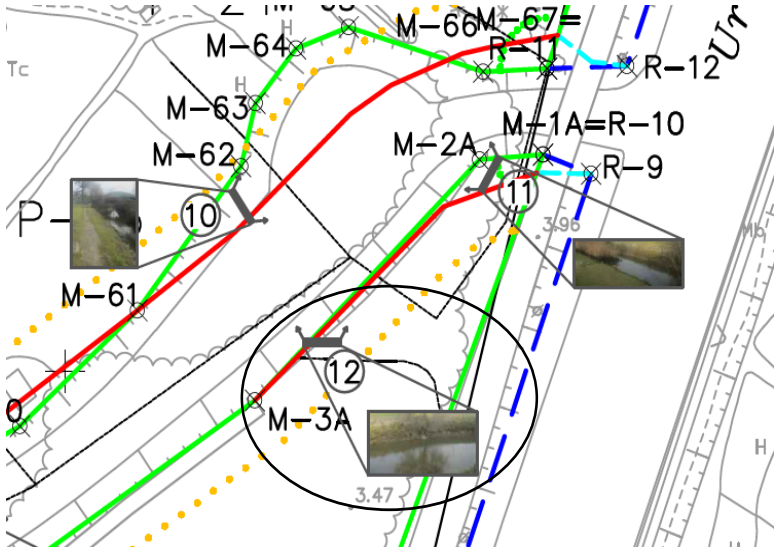 M-66
M-67=
R-11
M-64
H
Tc
R-12
Ur
M-63
H
M-1A=R-10
M-2A
M-62
R-9
10
11
3.96
Mb
M-61
12
M-3A
H
3.47